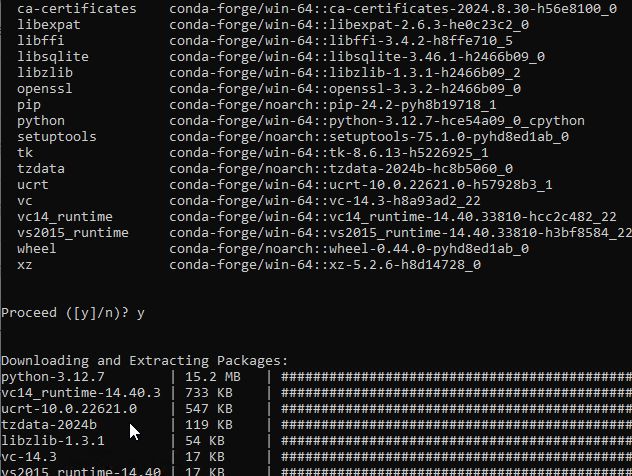 ca-certificates    conda-forge/win-64::ca-certificates-2024.8.30-h56e8100_0
libexpat           conda-forge/win-64::libexpat-2.6.3-he0c23c2_0
libffi             conda-forge/win-64::libffi-3.4.2-h8ffe710_5
libsqlite          conda-forge/win-64::libsqlite-3.46.1-h2466b09_0
libzlib            conda-forge/win-64::libzlib-1.3.1-h2466b09_2
openssl            conda-forge/win-64::openssl-3.3.2-h2466b09_0
pip                conda-forge/noarch::pip-24.2-pyh8b19718_1
python             conda-forge/win-64::python-3.12.7-hce54a09_0_cpython
setuptools         conda-forge/noarch::setuptools-75.1.0-pyhd8ed1ab_0
tk                 conda-forge/win-64::tk-8.6.13-h5226925_1
tzdata             conda-forge/noarch::tzdata-2024b-hc8b5060_0
ucrt               conda-forge/win-64::ucrt-10.0.22621.0-h57928b3_1
vc                 conda-forge/win-64::vc-14.3-h8a93ad2_22
vc14_runtime       conda-forge/win-64::vc14_runtime-14.40.33810-hcc2c482_22
vs2015_runtime     conda-forge/win-64::vs2015_runtime-14.40.33810-h3bf8584_22
wheel              conda-forge/noarch::wheel-0.44.0-pyhd8ed1ab_0
xz                 conda-forge/win-64::xz-5.2.6-h8d14728_0
Proceed ([y]/n)? y
Downloading and Extracting Packages:
python-3.12.7        | 15.2 MB   | ############################################
vc14_runtime-14.40.3 | 733 KB    | ############################################
ucrt-10.0.22621.0    | 547 KB    | ############################################
tzdata-2024b         | 119 KB    | ############################################
libzlib-1.3.1        | 54 KB     | ############################################
vc-14.3              | 17 KB     | ############################################
vs2015_runtime-14.40 | 17 KB     | ############################################